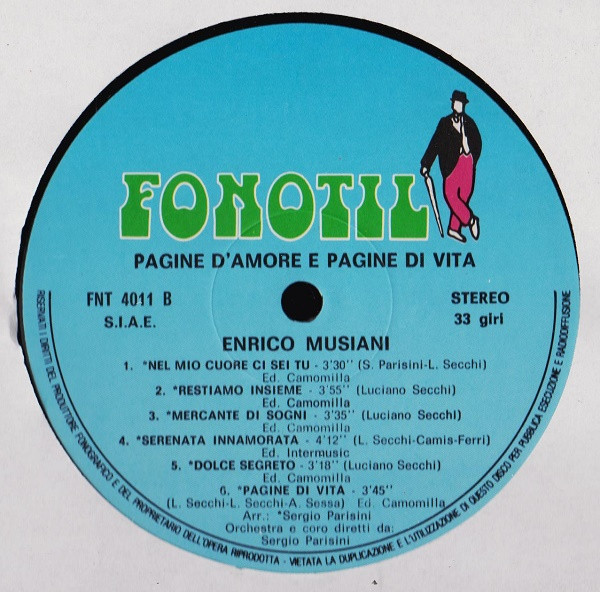 FONOTIL
PAGINE D'AMORE E PAGINE DI VITA
FNT 4011 B
S.I.A.E.
STEREO
33 giri
ENRICO MUSIANI
1. *NEL MIO CUORE CI SEI TU - 3'30'' (S. Parisini-L. Secchi)
Ed. Camomilla
2. *RESTIAMO INSIEME - 3'55'' (Luciano Secchi)
Ed. Camomilla
3. *MERCANTE DI SOGNI - 3'35'' (Luciano Secchi)
Ed. Camomilla
4. *SERENATA INNAMORATA - 4'12'' (L. Secchi-Camis-Ferri)
Ed. Intermusic
5. *DOLCE SEGRETO - 3'18'' (Luciano Secchi)
Ed. Camomilla
6. *PAGINE DI VITA - 3'45''
(L. Secchi-L. Secchi-A. Sessa) Ed. Camomilla
Arr.: *Sergio Parisini
Orchestra e coro diretti da:
Sergio Parisini
RISERVATI I DIRITTI DEL PRODUTTORE FONOGRAFICO E DEL PROPRIETARIO DELL'OPERA RIPRODOTTA - VIETATA LA DUPLICAZIONE E L'UTILIZZAZIONE DI QUESTO DISCO PER PUBBLICA ESECUZIONE E RADIODIFFUSIONE